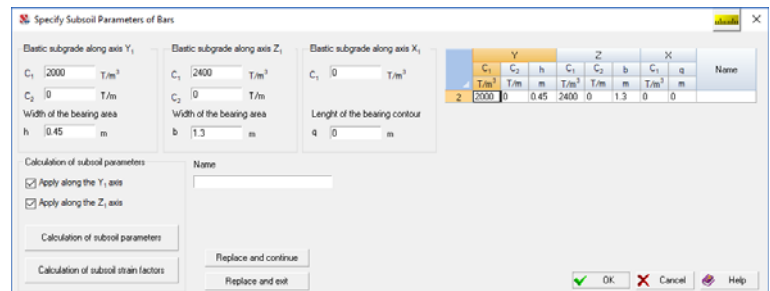 Specify Subsoil Parameters of Bars
Elastic subgrade along axis Y₁
C₁ 2000 T/m³
C₂ 0 T/m
Width of the bearing area
h 0.45 m
Elastic subgrade along axis Z₁
C₁ 2400 T/m³
C₂ 0 T/m
Width of the bearing area
b 1.3 m
Elastic subgrade along axis X₁
C₁ 0 T/m³
Lenght of the bearing contour
q 0 m
Y Z X Name
C₁ C₂ h C₁ C₂ b C₁ q
T/m³ T/m m T/m³ T/m m T/m³ m
2 2000 0 0.45 2400 0 1.3 0 0
Calculation of subsoil parameters
Apply along the Y₁ axis
Apply along the Z₁ axis
Calculation of subsoil parameters
Calculation of subsoil strain factors
Name
Replace and continue
Replace and exit
OK
Cancel
Help